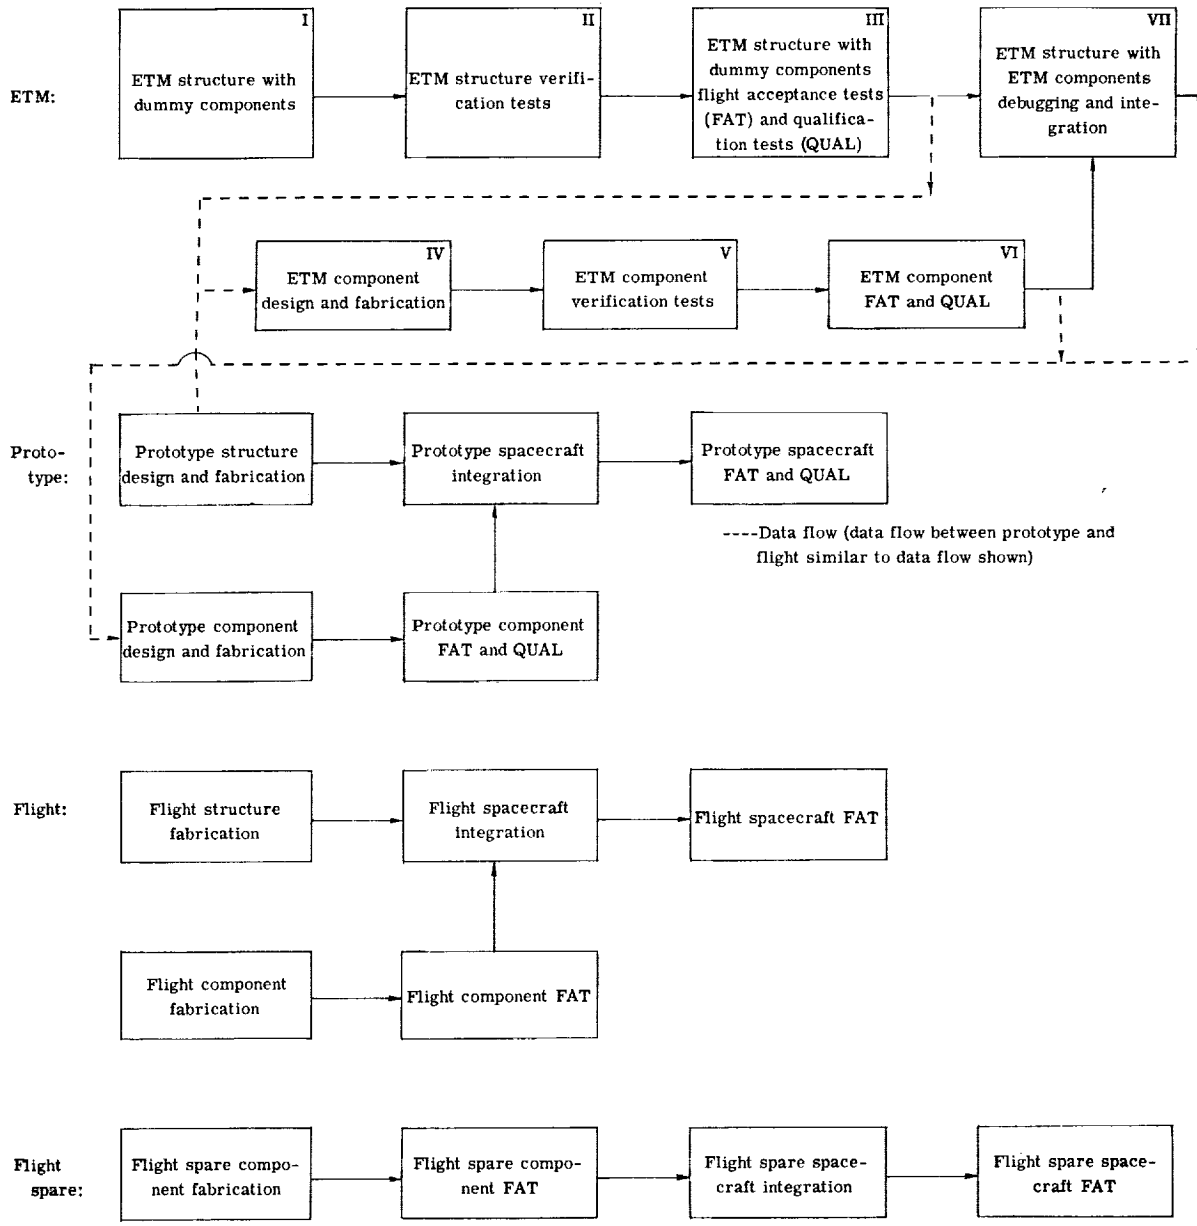 ETM:
I
ETM structure with
dummy components
II
ETM structure verifi-
cation tests
III
ETM structure with
dummy components
flight acceptance tests
(FAT) and qualifica-
tion tests (QUAL)
VII
ETM structure with
ETM components
debugging and inte-
gration
IV
ETM component
design and fabrication
V
ETM component
verification tests
VI
ETM component
FAT and QUAL
Proto-
type:
Prototype structure
design and fabrication
Prototype spacecraft
integration
Prototype spacecraft
FAT and QUAL
----Data flow (data flow between prototype and
flight similar to data flow shown)
Prototype component
design and fabrication
Prototype component
FAT and QUAL
Flight:
Flight structure
fabrication
Flight spacecraft
integration
Flight spacecraft FAT
Flight component
fabrication
Flight component FAT
Flight
spare:
Flight spare compo-
nent fabrication
Flight spare compo-
nent FAT
Flight spare space-
craft integration
Flight spare space-
craft FAT